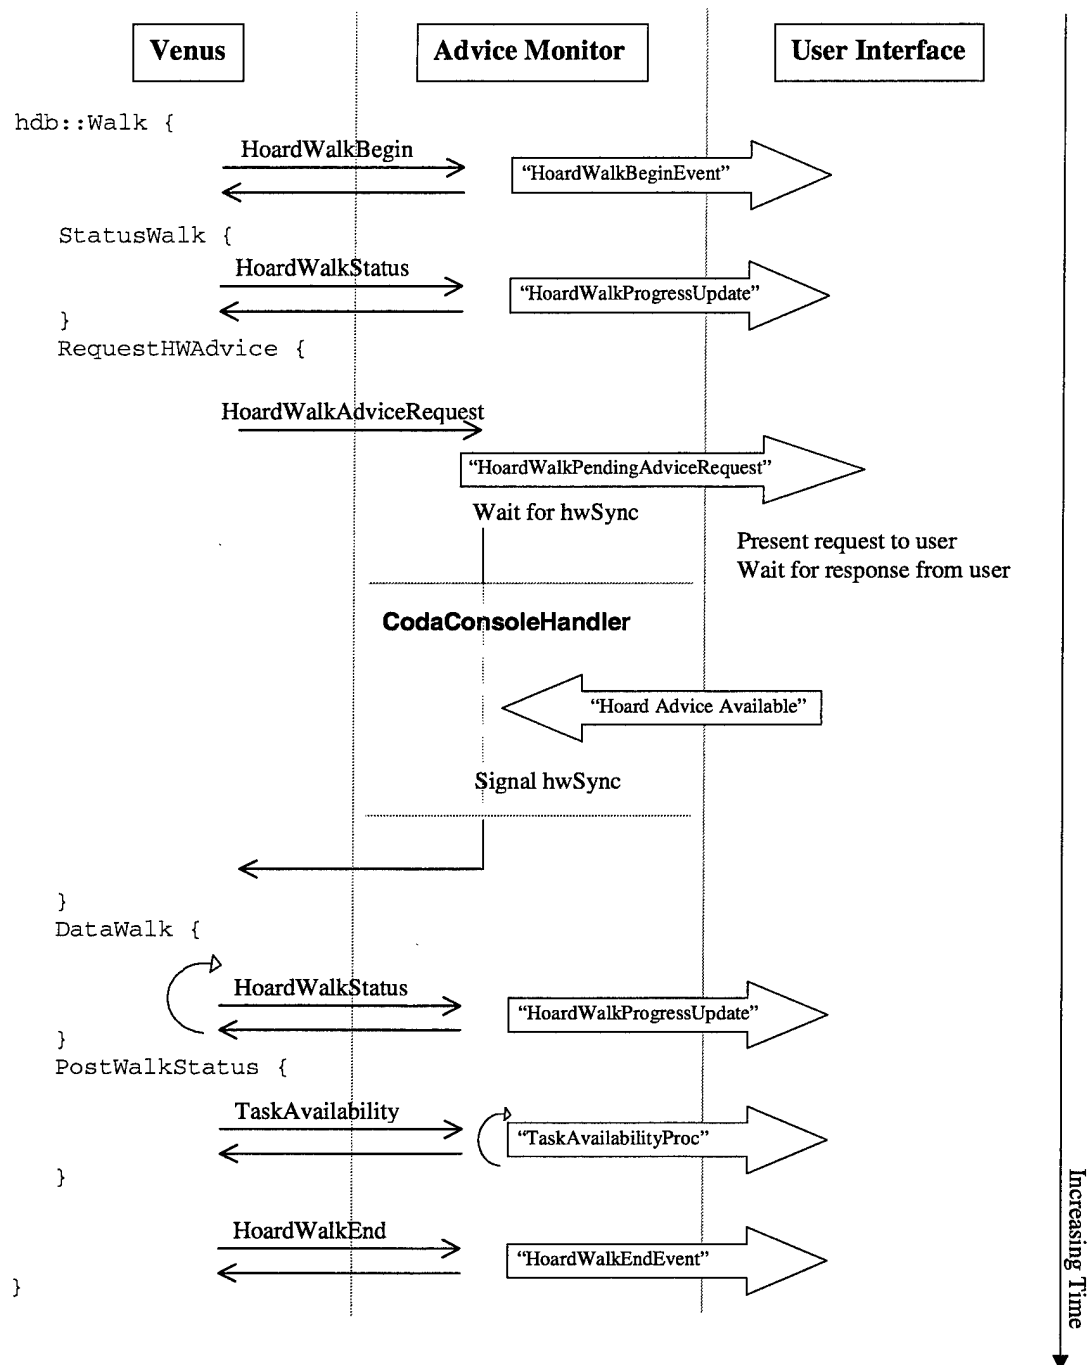 Venus
Advice Monitor
User Interface
hdb::Walk {
HoardWalkBegin
“HoardWalkBeginEvent”
StatusWalk {
HoardWalkStatus
“HoardWalkProgressUpdate”
}
RequestHWAdvice {
HoardWalkAdviceRequest
“HoardWalkPendingAdviceRequest”
Wait for hwSync
Present request to user
Wait for response from user
CodaConsoleHandler
“Hoard Advice Available”
Signal hwSync
}
DataWalk {
HoardWalkStatus
“HoardWalkProgressUpdate”
}
PostWalkStatus {
TaskAvailability
“TaskAvailabilityProc”
}
HoardWalkEnd
“HoardWalkEndEvent”
}
Increasing Time